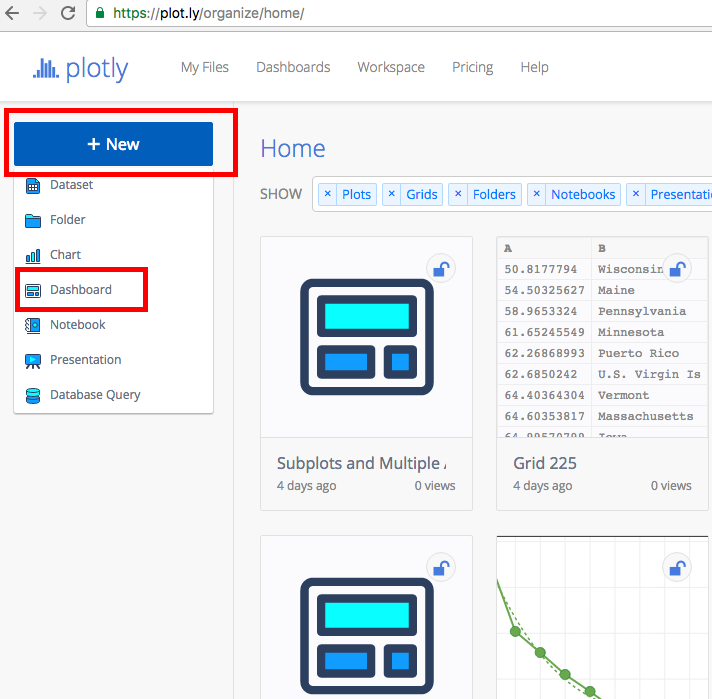 https://plot.ly/organize/home/
plotly
My Files Dashboards Workspace Pricing Help
+ New
Dataset
Folder
Chart
Dashboard
Notebook
Presentation
Database Query
Home
SHOW × Plots × Grids × Folders × Notebooks × Presentati
Subplots and Multiple
4 days ago 0 views
A B
50.8177794 Wisconsin
54.50325627 Maine
58.9653324 Pennsylvania
61.65245549 Minnesota
62.26868993 Puerto Rico
62.6850242 U.S. Virgin Is
64.40364304 Vermont
64.60353817 Massachusetts
Grid 225
4 days ago 0 views